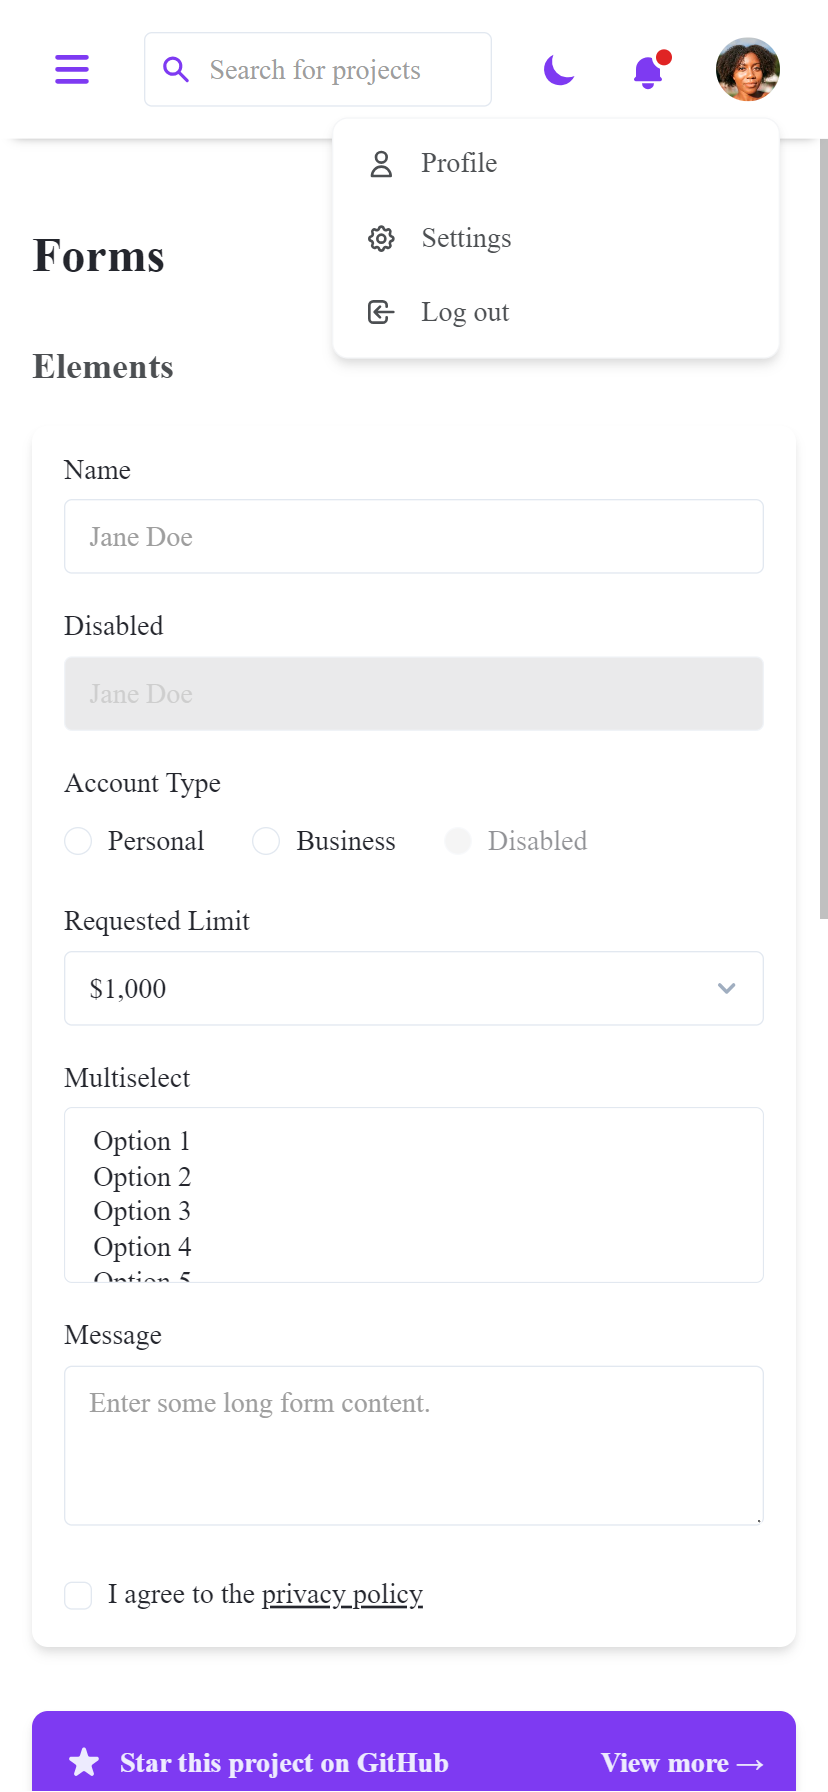 Search for projects
Profile
Settings
Log out
Forms
Elements
Name
Jane Doe
Disabled
Jane Doe
Account Type
Personal Business Disabled
Requested Limit
$1,000
Multiselect
Option 1
Option 2
Option 3
Option 4
Option 5
Message
Enter some long form content.
I agree to the privacy policy
Star this project on GitHub View more →